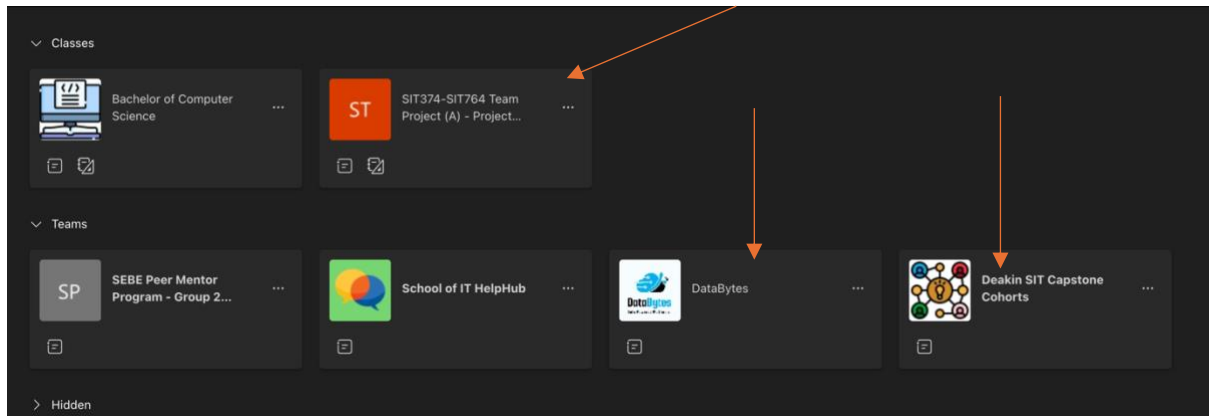 Classes
Bachelor of Computer
Science
...
ST
SIT374-SIT764 Team
Project (A) - Project...
...
Teams
SP
SEBE Peer Mentor
Program - Group 2...
...
School of IT HelpHub
...
DataBytes
DataBytes
...
Deakin SIT Capstone
Cohorts
...
Hidden